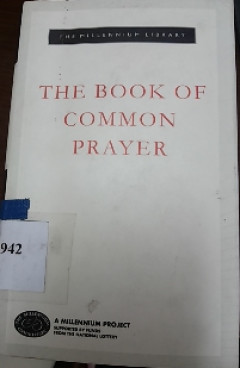 THE MILLENNIUM LIBRARY
THE BOOK OF
COMMON
PRAYER
942
A MILLENNIUM PROJECT
SUPPORTED BY FUNDS
FROM THE NATIONAL LOTTERY